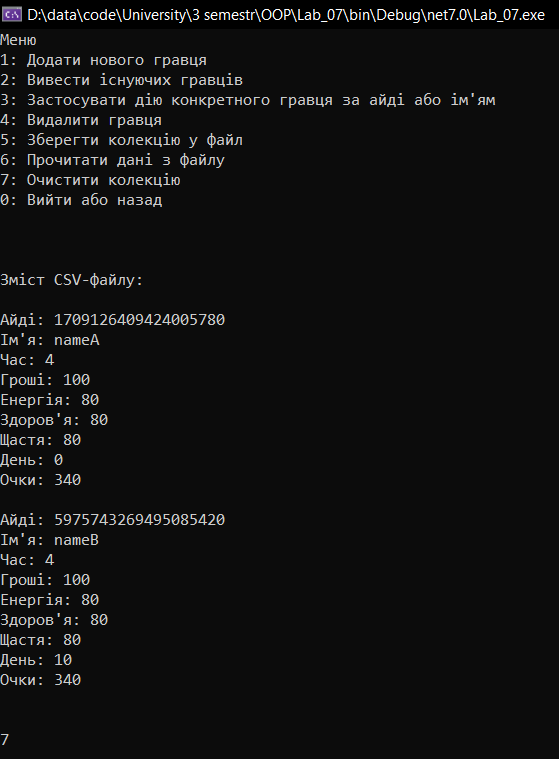 D:\data\code\University\3 semestr\OOP\Lab_07\bin\Debug\net7.0\Lab_07.exe
Меню
1: Додати нового гравця
2: Вивести існуючих гравців
3: Застосувати дію конкретного гравця за айді або ім'ям
4: Видалити гравця
5: Зберегти колекцію у файл
6: Прочитати дані з файлу
7: Очистити колекцію
0: Вийти або назад
Зміст CSV-файлу:
Айді: 1709126409424005780
Ім'я: nameA
Час: 4
Гроші: 100
Енергія: 80
Здоров'я: 80
Щастя: 80
День: 0
Очки: 340
Айді: 5975743269495085420
Ім'я: nameB
Час: 4
Гроші: 100
Енергія: 80
Здоров'я: 80
Щастя: 80
День: 10
Очки: 340
7